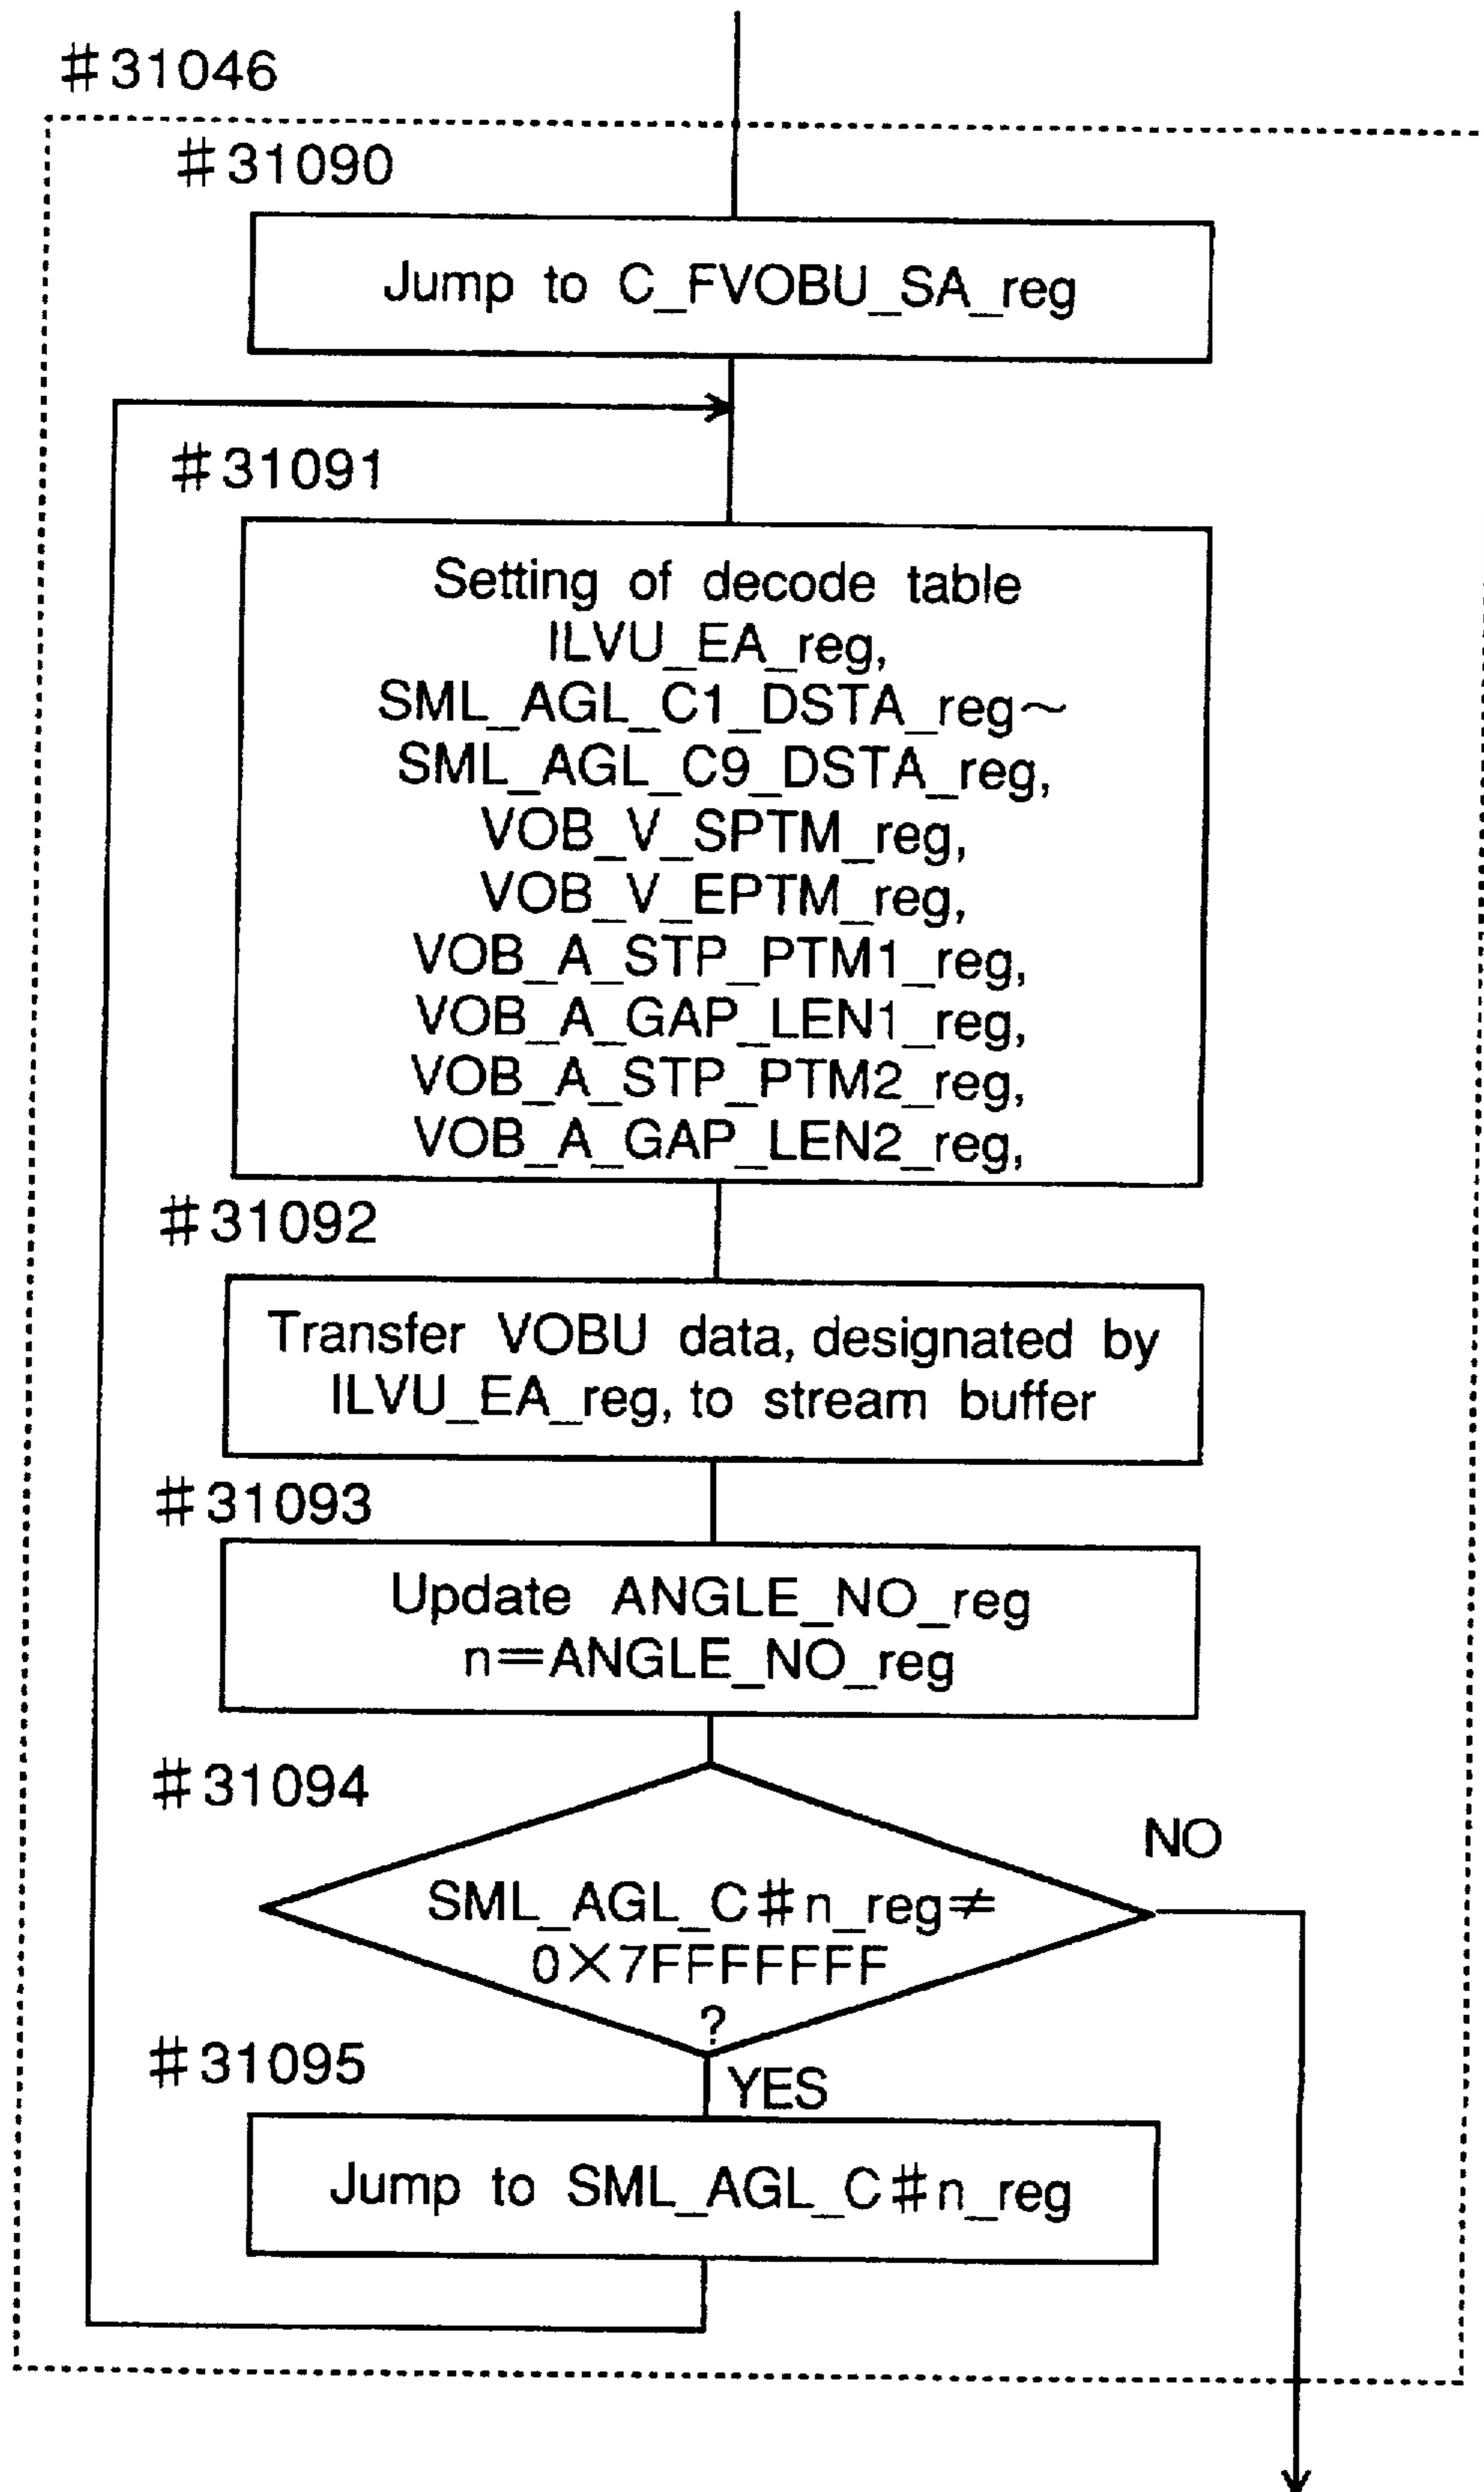 #31046
#31090
Jump to C_FVOBU_SA_reg
#31091
Setting of decode table
ILVU_EA_reg,
SML_AGL_C1_DSTA_reg~
SML_AGL_C9_DSTA_reg,
VOB_V_SPTM_reg,
VOB_V_EPTM_reg,
VOB_A_STP_PTM1_reg,
VOB_A_GAP_LEN1_reg,
VOB_A_STP_PTM2_reg,
VOB_A_GAP_LEN2_reg,
#31092
Transfer VOBU data, designated by
ILVU_EA_reg, to stream buffer
#31093
Update ANGLE_NO_reg
n=ANGLE_NO_reg
#31094
NO
SML_AGL_C#n_reg≠
0×7FFFFFFF
?
#31095
YES
Jump to SML_AGL_C#n_reg